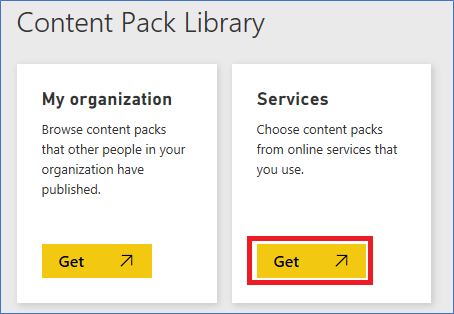 Content Pack Library
My organization
Browse content packs
that other people in your
organization have
published.
Get
Services
Choose content packs
from online services that
you use.
Get